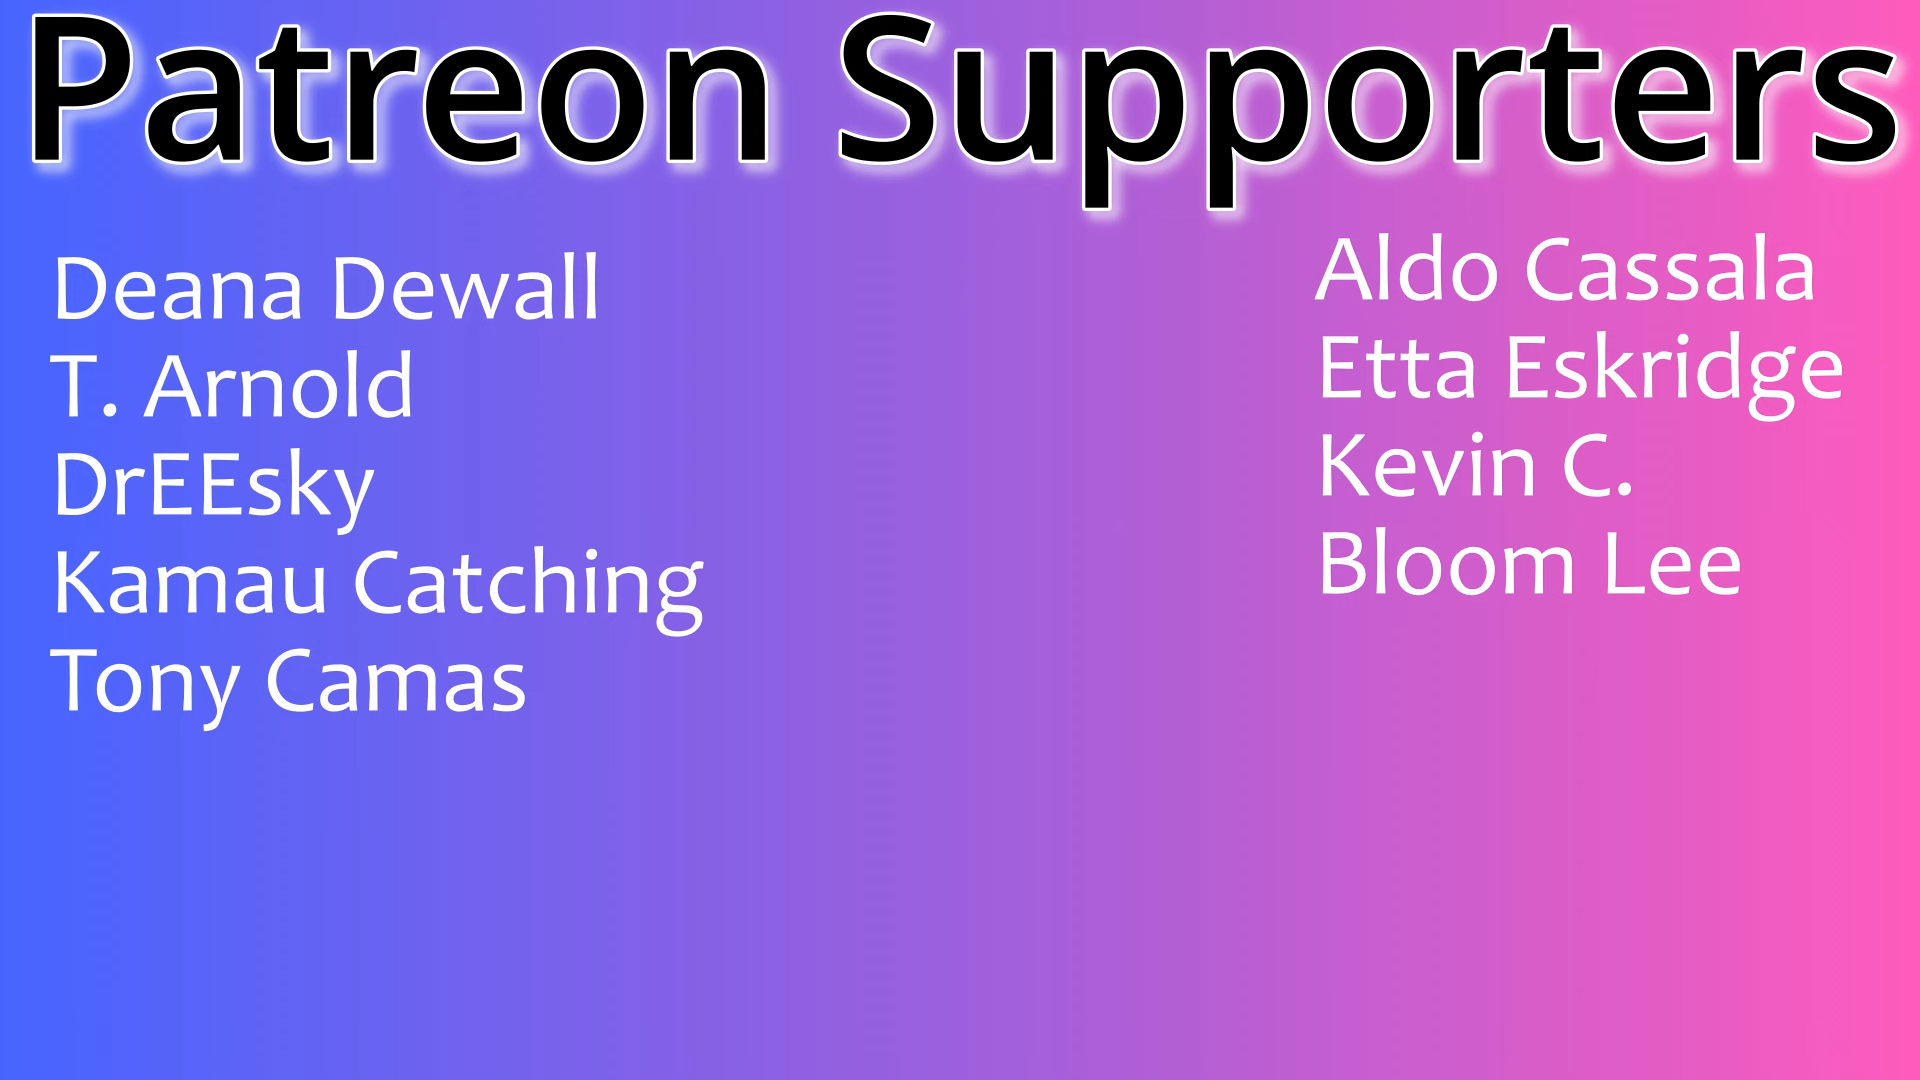 Patreon Supporters
Deana Dewall
T. Arnold
DrEEsky
Kamau Catching
Tony Camas
Aldo Cassala
Etta Eskridge
Kevin C.
Bloom Lee